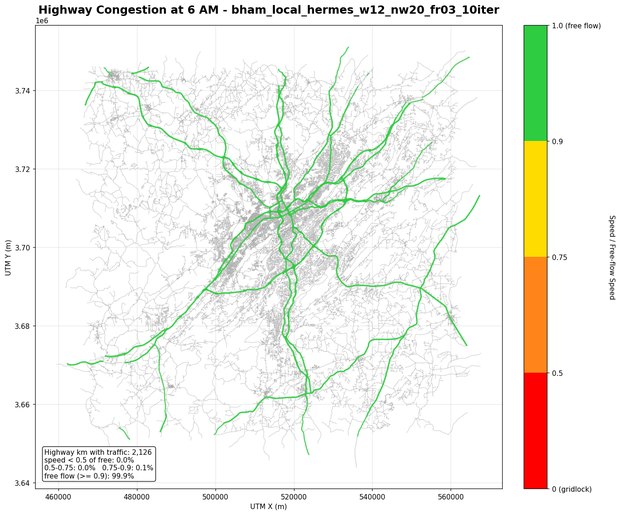 Highway Congestion at 6 AM - bham_local_hermes_w12_nw20_fr03_10iter
1e6
3.74
3.72
3.70
3.68
3.66
3.64
UTM Y (m)
460000 480000 500000 520000 540000 560000
UTM X (m)
Highway km with traffic: 2,126
speed < 0.5 of free: 0.0%
0.5-0.75: 0.0% 0.75-0.9: 0.1%
free flow (>= 0.9): 99.9%
1.0 (free flow)
0.9
0.75
0.5
0 (gridlock)
Speed / Free-flow Speed